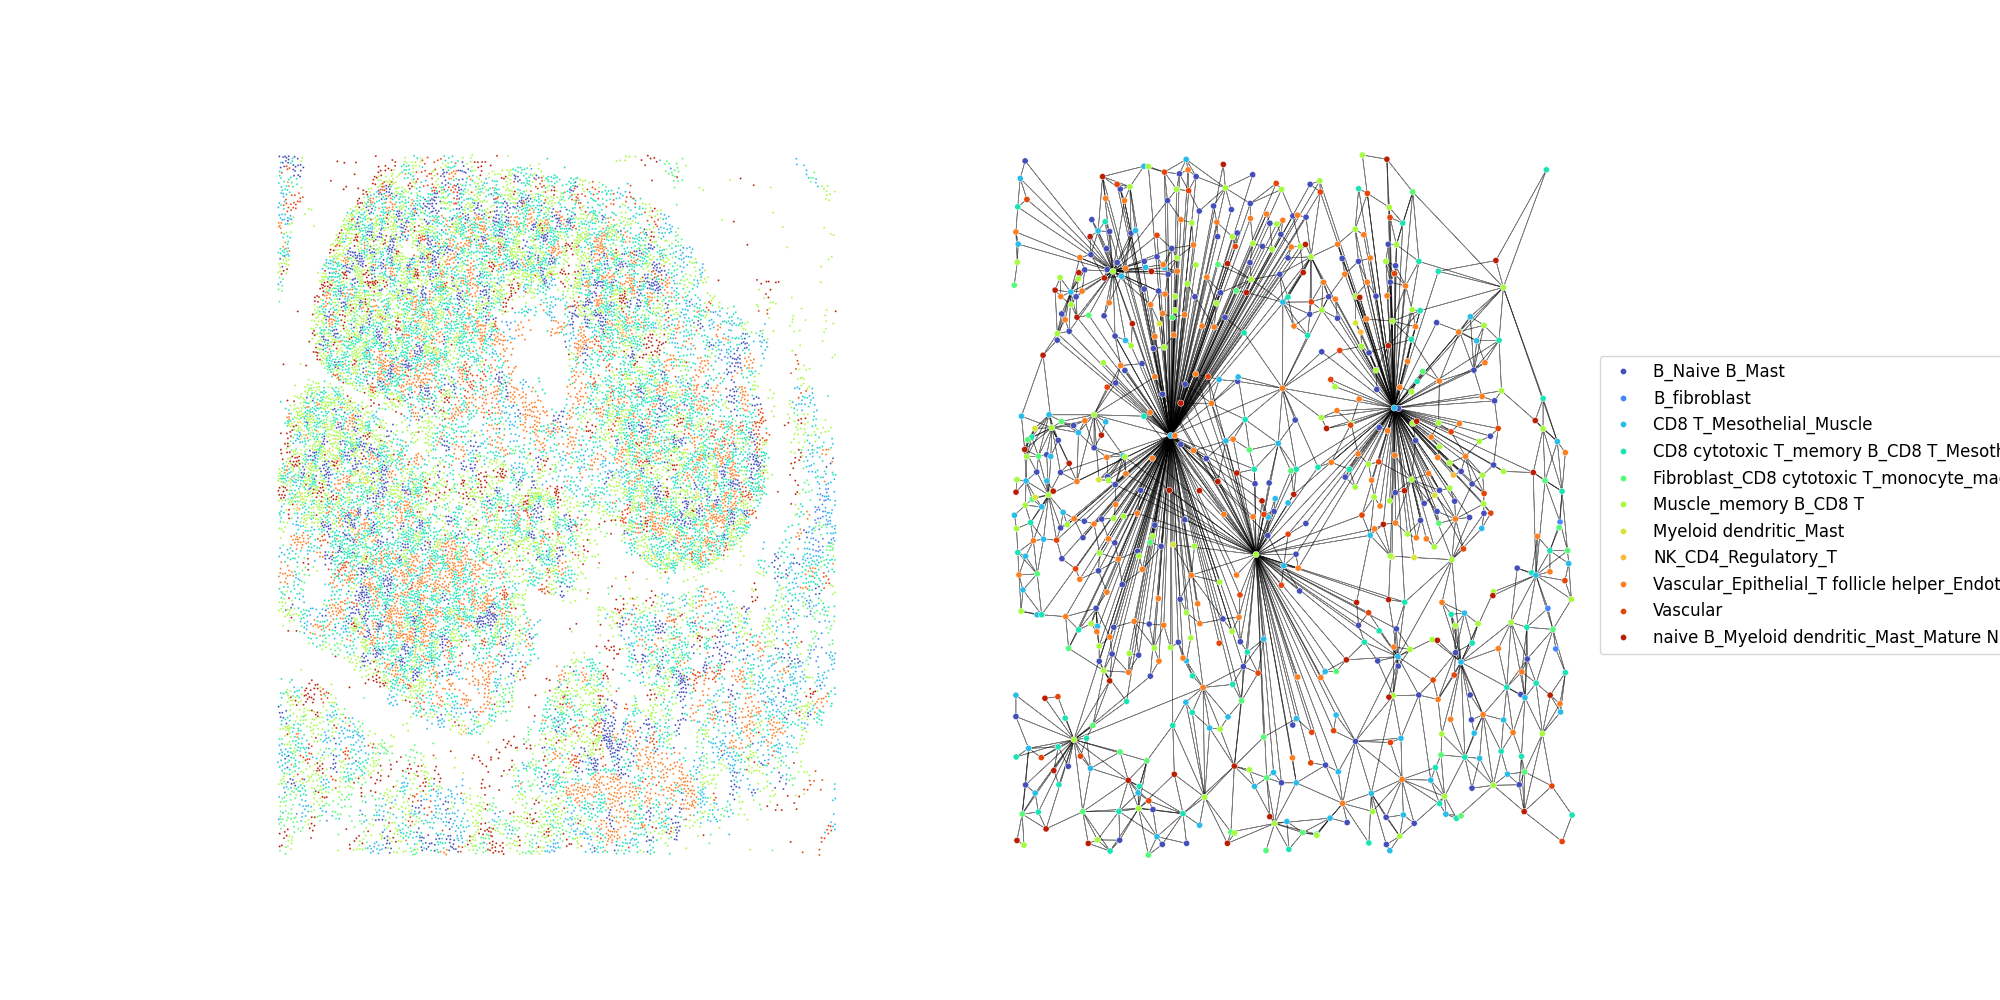 B_Naive B_Mast
B_fibroblast
CD8 T_Mesothelial_Muscle
CD8 cytotoxic T_memory B_CD8 T_Mesoth
Fibroblast_CD8 cytotoxic T_monocyte_ma
Muscle_memory B_CD8 T
Myeloid dendritic_Mast
NK_CD4_Regulatory_T
Vascular_Epithelial_T follicle helper_Endot
Vascular
naive B_Myeloid dendritic_Mast_Mature N